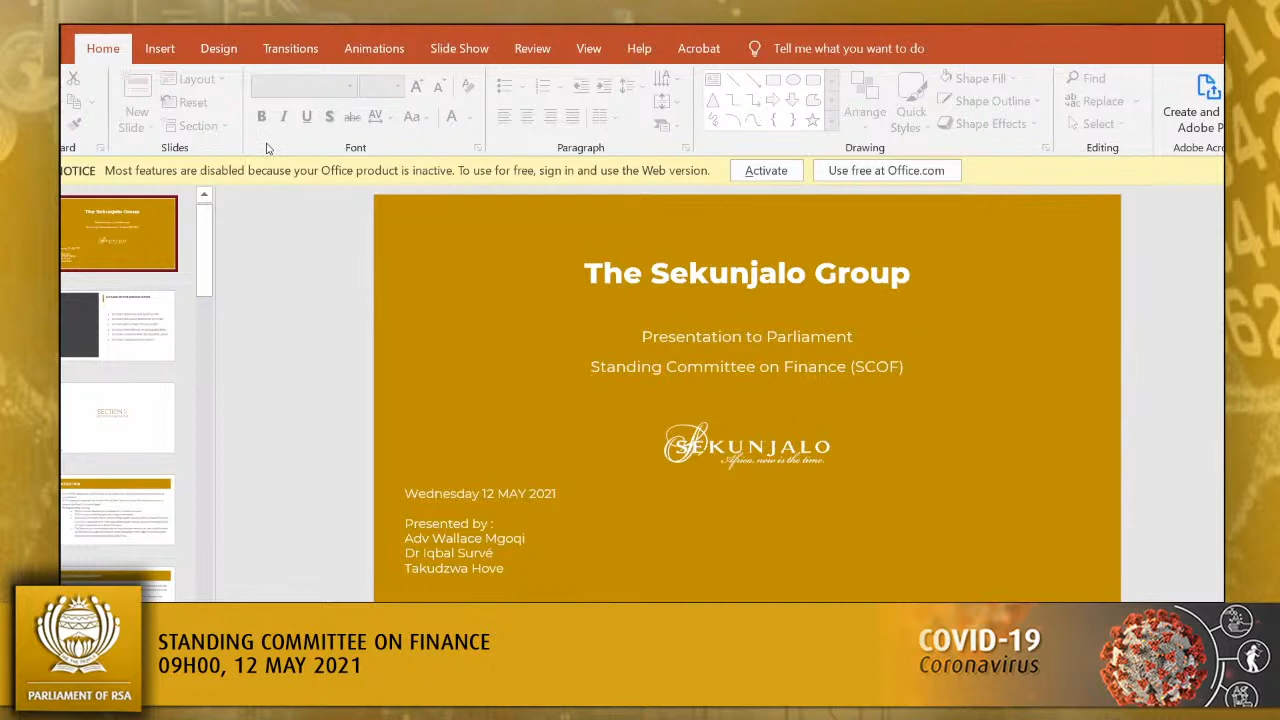 Home Insert Design Transitions Animations Slide Show Review View Help Acrobat Tell me what you want to do
Layout Shape Fill Find
New Reset Shape Outline Replace Create and
Slide Section Arrange Quick Styles Shape Effects Select Adobe P
ard Slides Font Paragraph Drawing Editing Adobe Acro
OTICE Most features are disabled because your Office product is inactive. To use for free, sign in and use the Web version. Activate Use free at Office.com
The Sekunjalo Group
Presentation to Parliament
Standing Committee on Finance (SCOF)
SEKUNJALO
Africa, now is the time.
Wednesday 12 MAY 2021
Presented by :
Adv Wallace Mgoqi
Dr Iqbal Survé
Takudzwa Hove
The Sekunjalo Group
STANDING COMMITTEE ON FINANCE
09H00, 12 MAY 2021
PARLIAMENT OF RSA
COVID-19
Coronavirus